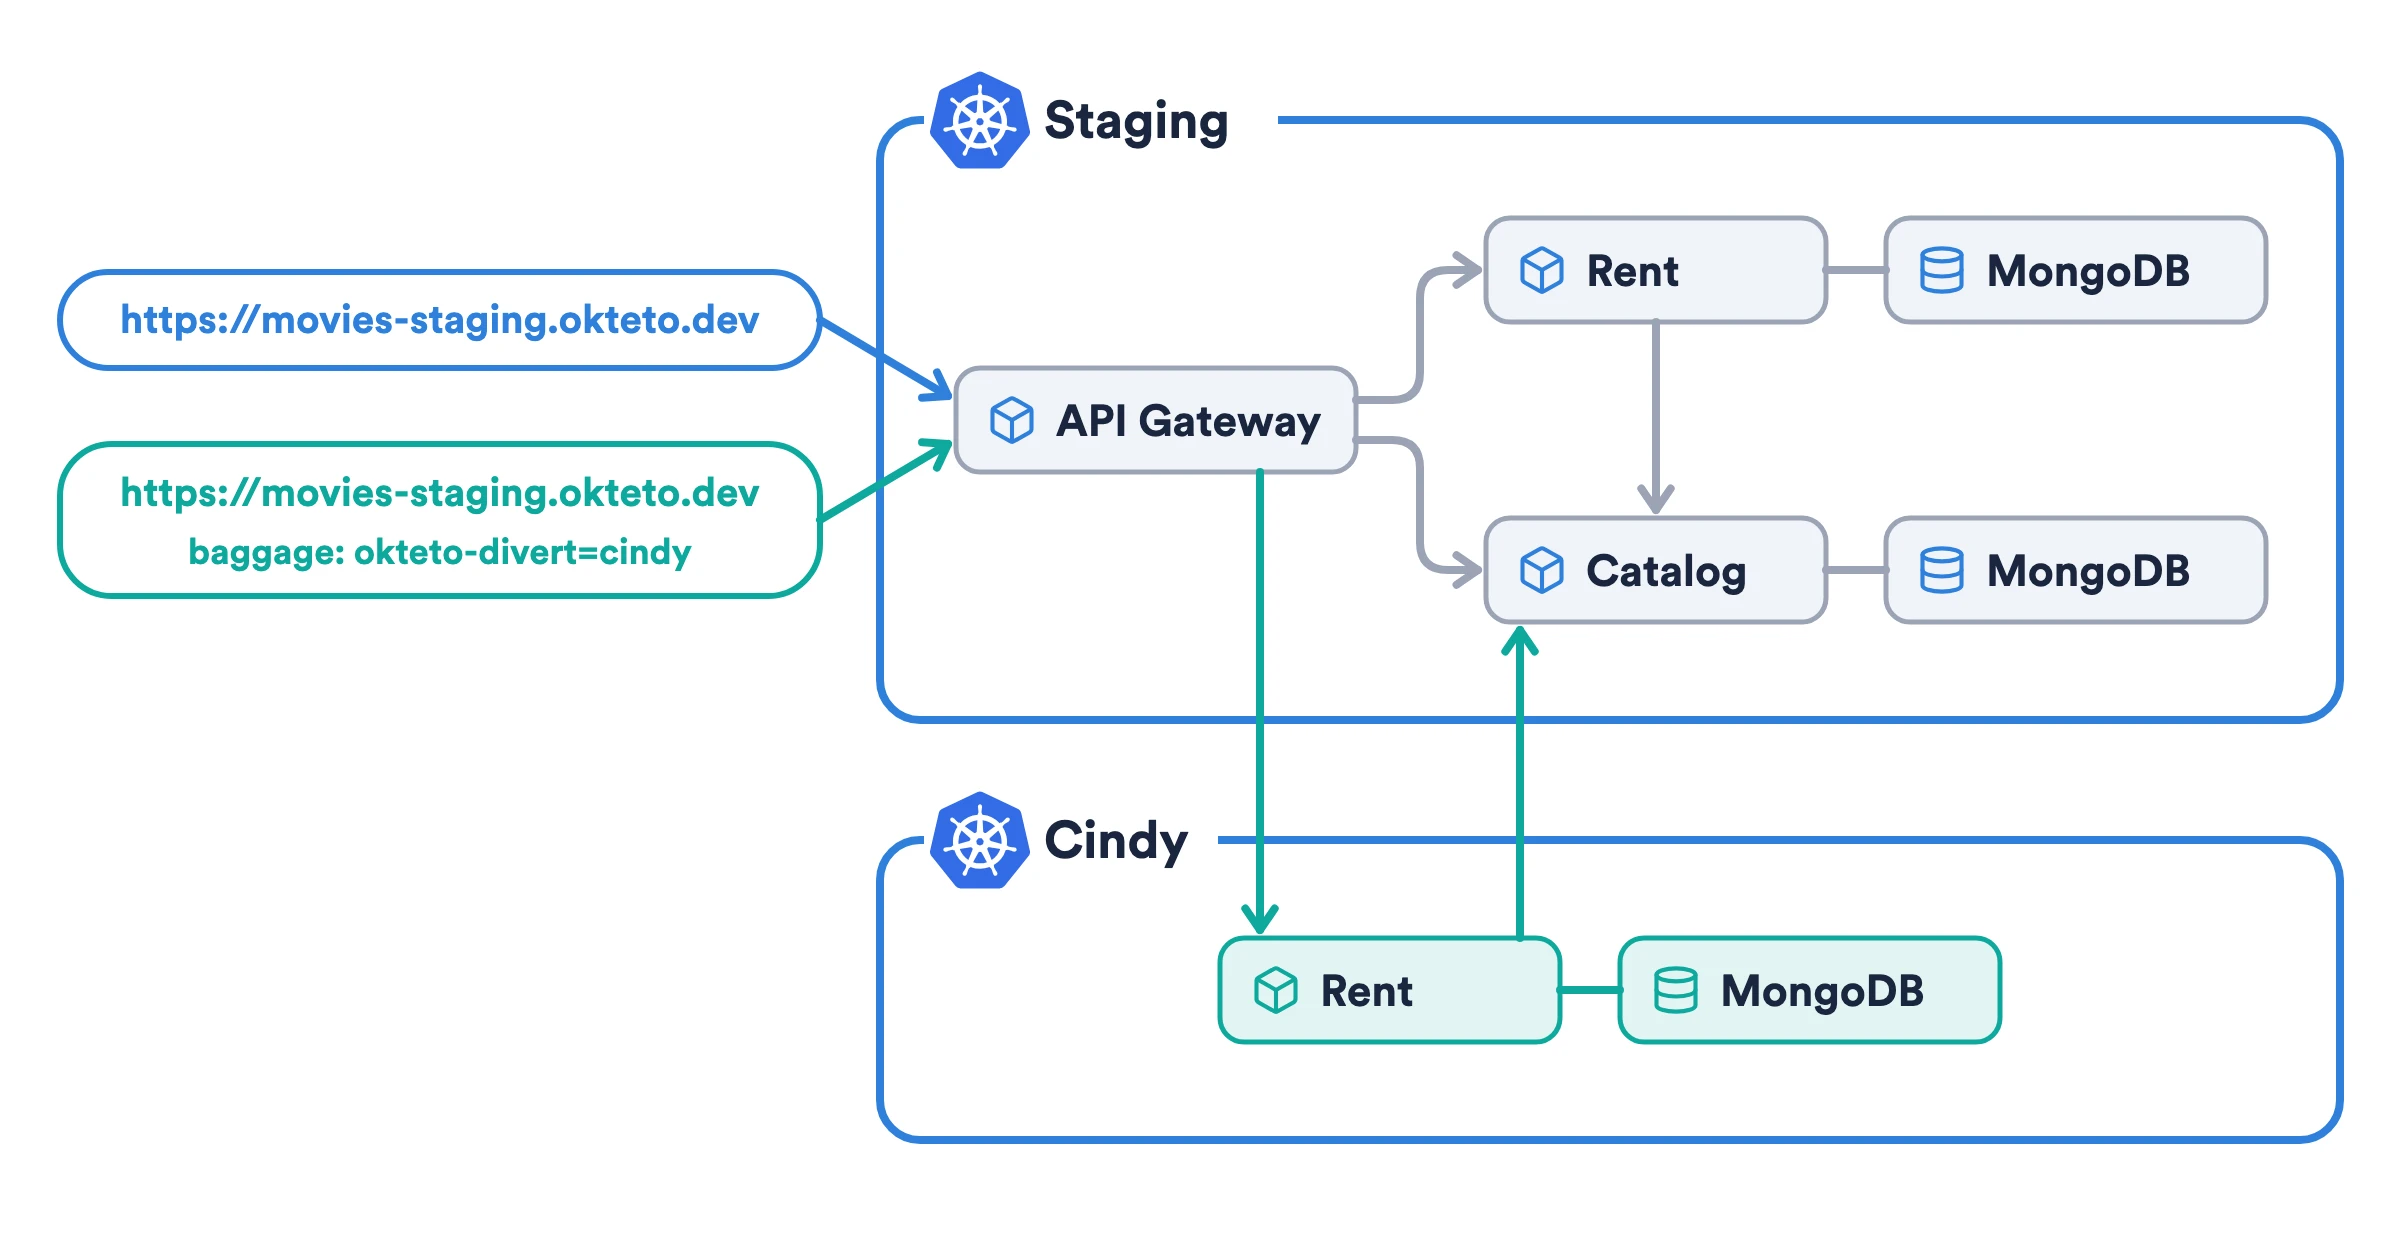 Staging
https://movies-staging.okteto.dev
https://movies-staging.okteto.dev
baggage: okteto-divert=cindy
API Gateway
Rent
MongoDB
Catalog
MongoDB
Cindy
Rent
MongoDB